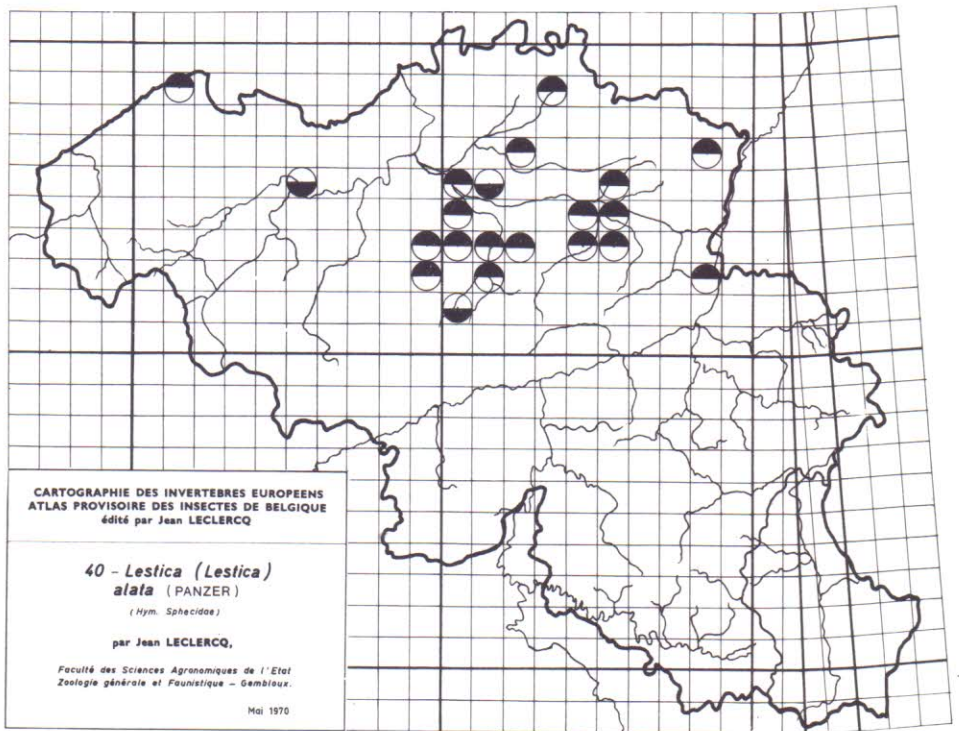 CARTOGRAPHIE DES INVERTEBRES EUROPEENS
ATLAS PROVISOIRE DES INSECTES DE BELGIQUE
édité par Jean LECLERCQ
40 – Lestica (Lestica)
alata (PANZER)
(Hym. Sphecidae)
par Jean LECLERCQ,
Faculté des Sciences Agronomiques de l'Etat
Zoologie générale et Faunistique – Gembloux.
Mai 1970